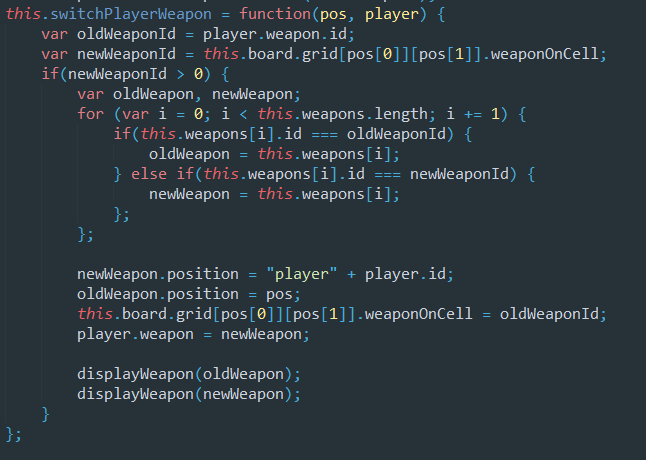 this.switchPlayerWeapon = function(pos, player) {
    var oldWeaponId = player.weapon.id;
    var newWeaponId = this.board.grid[pos[0]][pos[1]].weaponOnCell;
    if(newWeaponId > 0) {
        var oldWeapon, newWeapon;
        for (var i = 0; i < this.weapons.length; i += 1) {
            if(this.weapons[i].id === oldWeaponId) {
                oldWeapon = this.weapons[i];
            } else if(this.weapons[i].id === newWeaponId) {
                newWeapon = this.weapons[i];
            };
        };

        newWeapon.position = "player" + player.id;
        oldWeapon.position = pos;
        this.board.grid[pos[0]][pos[1]].weaponOnCell = oldWeaponId;
        player.weapon = newWeapon;

        displayWeapon(oldWeapon);
        displayWeapon(newWeapon);
    }
};